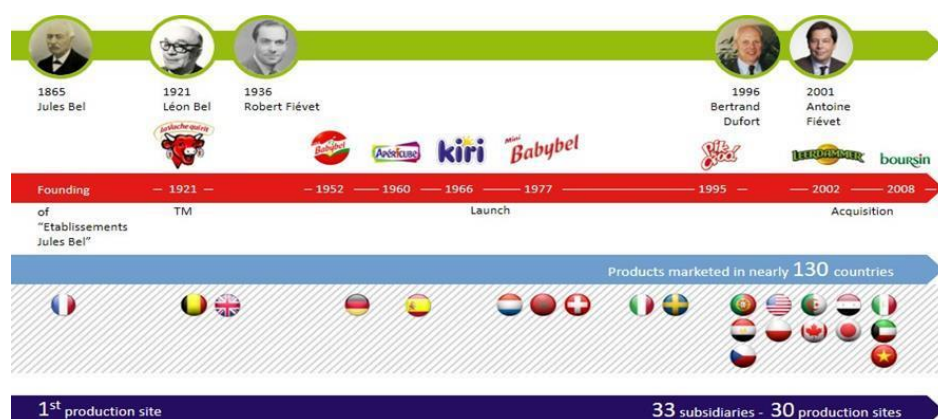 1865
Jules Bel
1921
Léon Bel
1936
Robert Fiévet
1996
Bertrand
Dufort
2001
Antoine
Fiévet
la vache qui rit
Babybel
Apéricube
kiri
Mini
Babybel
Pik
Leerdammer
boursin
Founding
— 1921 —
— 1952 — 1960 — 1966 — 1977 — 1995 — 2002 — 2008 —
of
"Etablissements
Jules Bel"
TM
Launch
Acquisition
Products marketed in nearly 130 countries
1st production site
33 subsidiaries - 30 production sites